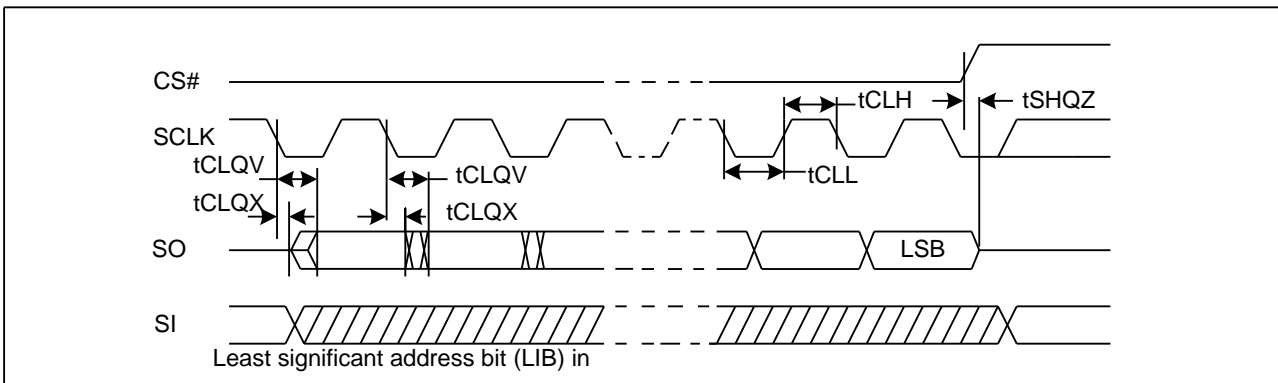 CS#
tCLH
tSHQZ
SCLK
tCLQV
tCLQV
tCLL
tCLQX
tCLQX
SO
LSB
SI
Least significant address bit (LIB) in